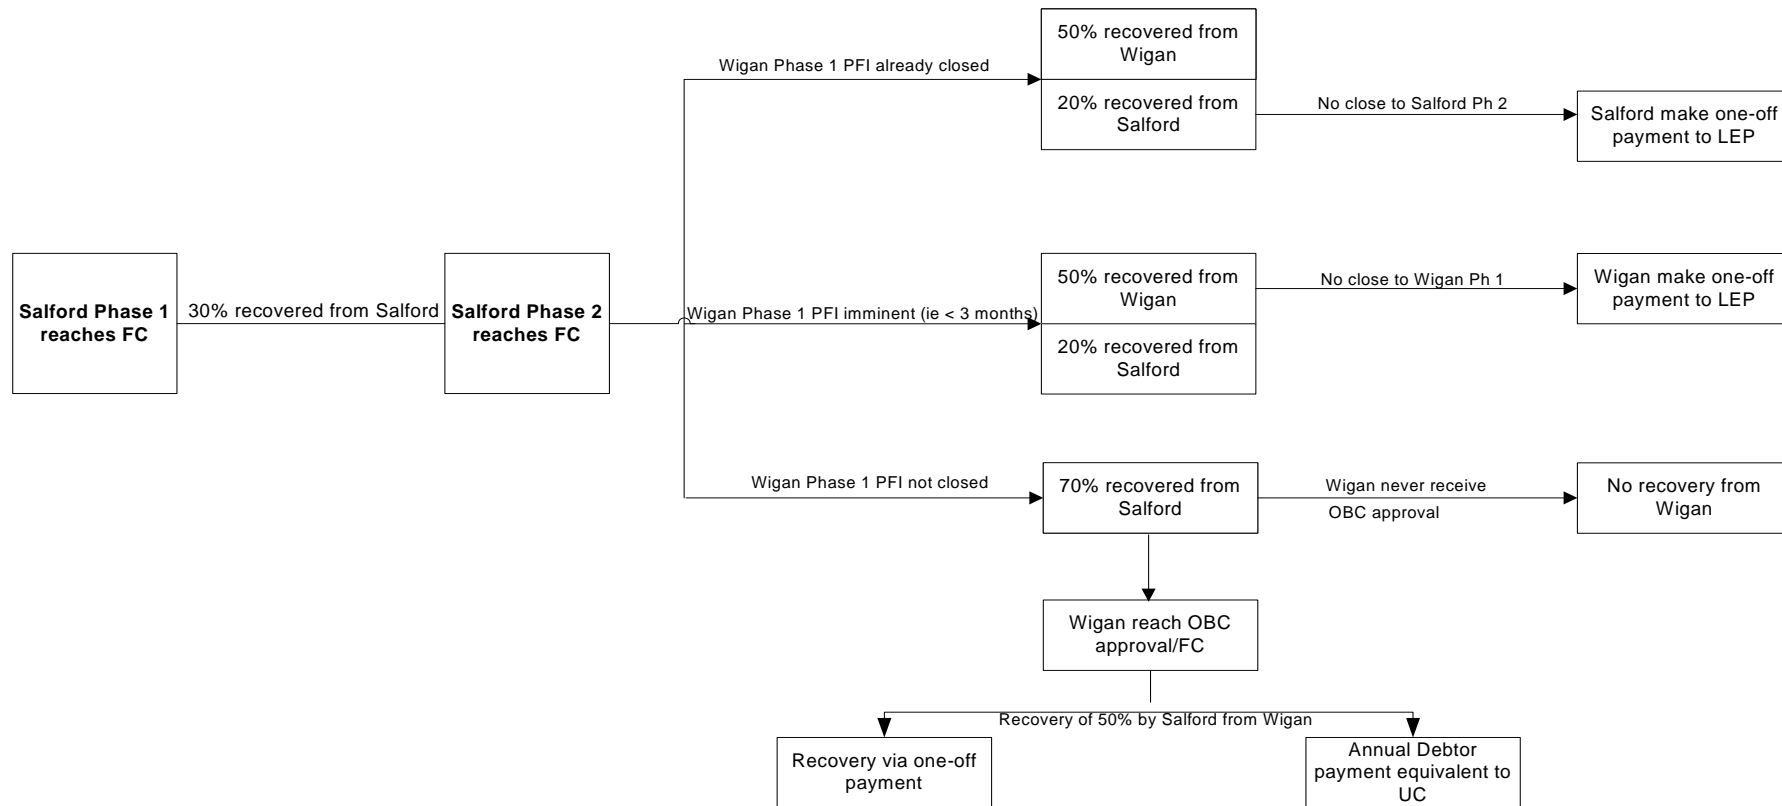 50% recovered from
Wigan
Wigan Phase 1 PFI already closed
20% recovered from
Salford
No close to Salford Ph 2
Salford make one-off
payment to LEP
Salford Phase 1
reaches FC
30% recovered from Salford
Salford Phase 2
reaches FC
Wigan Phase 1 PFI imminent (ie < 3 months)
50% recovered from
Wigan
20% recovered from
Salford
No close to Wigan Ph 1
Wigan make one-off
payment to LEP
Wigan Phase 1 PFI not closed
70% recovered from
Salford
Wigan never receive
OBC approval
No recovery from
Wigan
Wigan reach OBC
approval/FC
Recovery of 50% by Salford from Wigan
Recovery via one-off
payment
Annual Debtor
payment equivalent to
UC